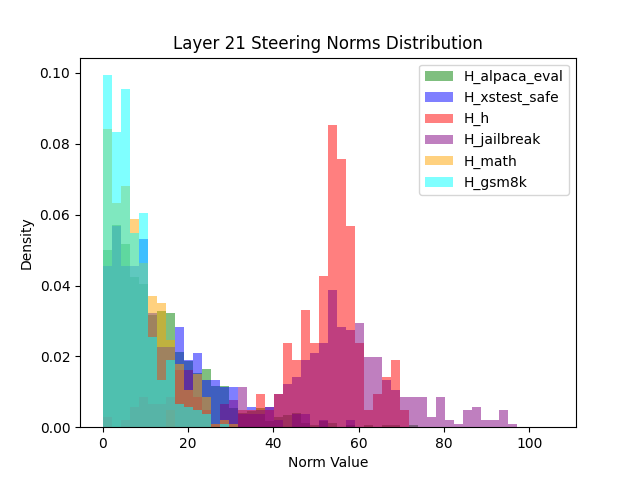 Layer 21 Steering Norms Distribution
H_alpaca_eval
H_xstest_safe
H_h
H_jailbreak
H_math
H_gsm8k
Density
0.10
0.08
0.06
0.04
0.02
0.00
0 20 40 60 80 100
Norm Value